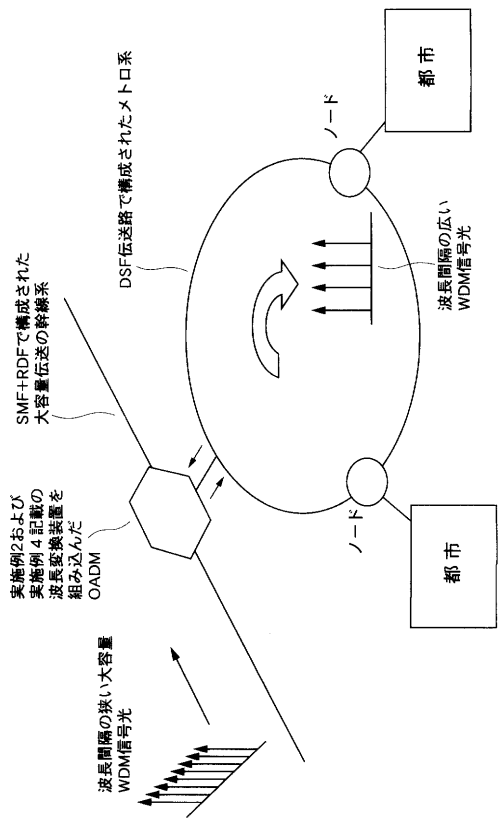 実施例2および
実施例4記載の
波長変換装置を
組み込んだ
OADM
SMF+RDFで構成された
大容量伝送の幹線系
DSF伝送路で構成されたメトロ系
波長間隔の狭い大容量
WDM信号光
ノード
都市
波長間隔の広い
WDM信号光
ノード
都市